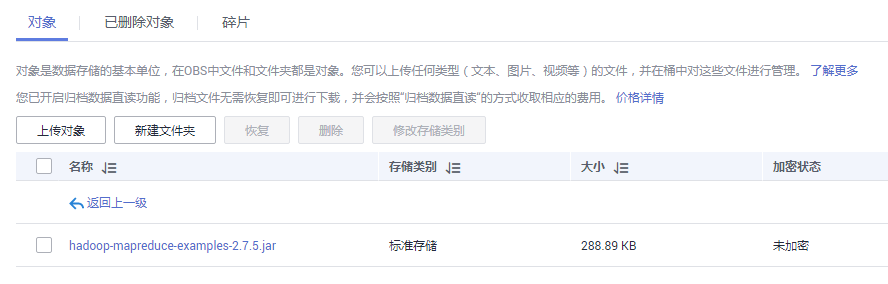 对象 已删除对象 碎片
对象是数据存储的基本单位，在OBS中文件和文件夹都是对象。您可以上传任何类型（文本、图片、视频等）的文件，并在桶中对这些文件进行管理。 了解更多
您已开启归档数据直读功能，归档文件无需恢复即可进行下载，并会按照“归档数据直读”的方式收取相应的费用。 价格详情
上传对象 新建文件夹 恢复 删除 修改存储类别
名称 存储类别 大小 加密状态
返回上一级
hadoop-mapreduce-examples-2.7.5.jar 标准存储 288.89 KB 未加密